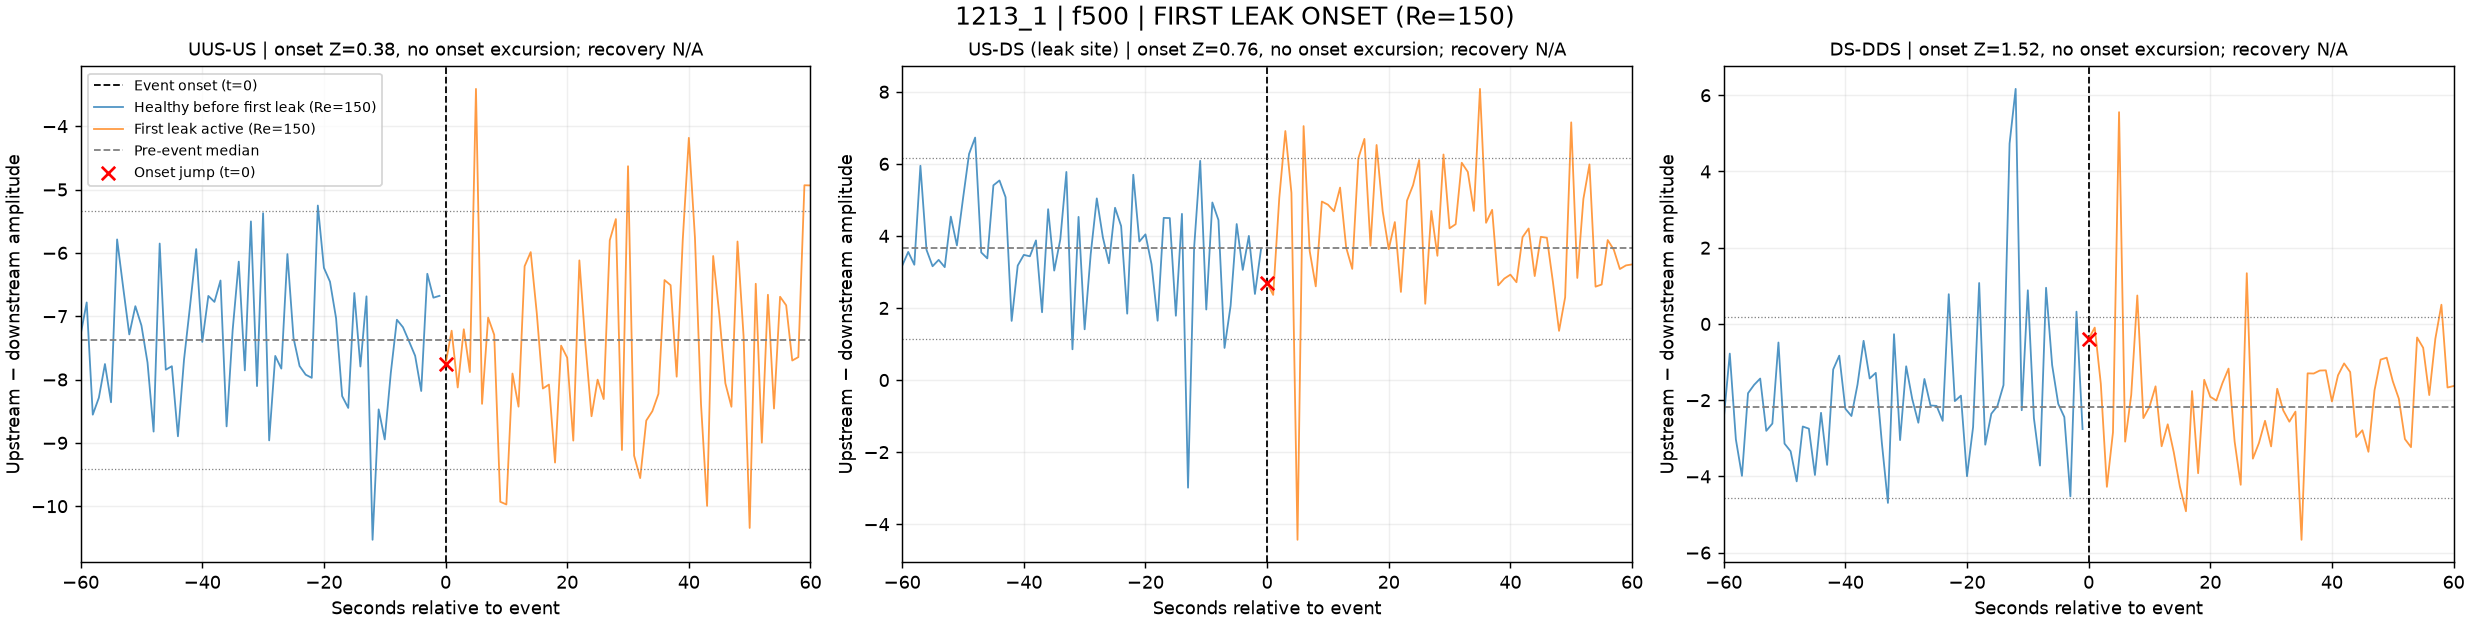 1213_1 | f500 | FIRST LEAK ONSET (Re=150)
UUS-US | onset Z=0.38, no onset excursion; recovery N/A
Event onset (t=0)
Healthy before first leak (Re=150)
First leak active (Re=150)
Pre-event median
Onset jump (t=0)
Upstream − downstream amplitude
−4
−5
−6
−7
−8
−9
−10
−60
−40
−20
0
20
40
60
Seconds relative to event
US-DS (leak site) | onset Z=0.76, no onset excursion; recovery N/A
Upstream − downstream amplitude
8
6
4
2
0
−2
−4
−60
−40
−20
0
20
40
60
Seconds relative to event
DS-DDS | onset Z=1.52, no onset excursion; recovery N/A
Upstream − downstream amplitude
6
4
2
0
−2
−4
−6
−60
−40
−20
0
20
40
60
Seconds relative to event